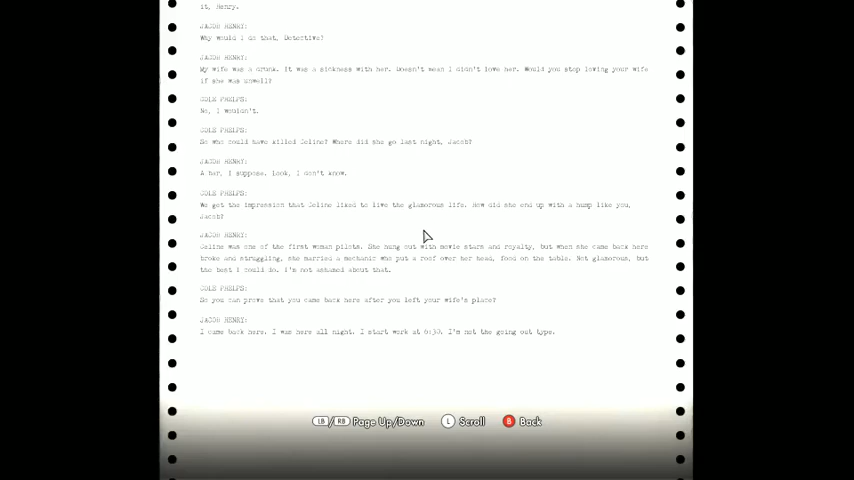 it, Henry.
JACOB HENRY:
Why would I do that, Detective?
JACOB HENRY:
My wife was a drunk. It was a sickness with her. Doesn't mean I didn't love her. Would you stop loving your wife
if she was unwell?
COLE PHELPS:
No, I wouldn't.
COLE PHELPS:
So who could have killed Celine? Where did she go last night, Jacob?
JACOB HENRY:
A bar, I suppose. Look, I don't know.
COLE PHELPS:
We got the impression that Celine liked to live the glamorous life. How did she end up with a hump like you,
Jacob?
JACOB HENRY:
Celine was one of the first woman pilots. She hung out with movie stars and royalty, but when she came back here
broke and struggling, she married a mechanic who put a roof over her head, food on the table. Not glamorous, but
the best I could do. I'm not ashamed about that.
COLE PHELPS:
So you can prove that you came back here after you left your wife's place?
JACOB HENRY:
I came back here. I was here all night. I start work at 6:30. I'm not the going out type.
LB/RB Page Up/Down L Scroll B Back